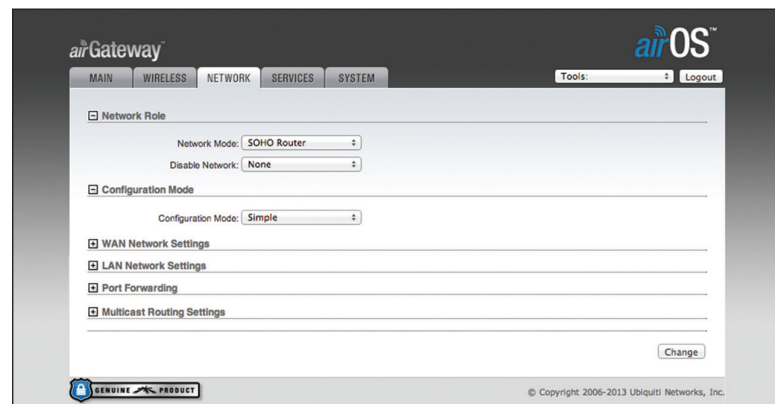 airGateway™
airOS™
MAIN WIRELESS NETWORK SERVICES SYSTEM Tools: Logout
Network Role
Network Mode: SOHO Router
Disable Network: None
Configuration Mode
Configuration Mode: Simple
WAN Network Settings
LAN Network Settings
Port Forwarding
Multicast Routing Settings
Change
GENUINE PRODUCT
© Copyright 2006-2013 Ubiquiti Networks, Inc.